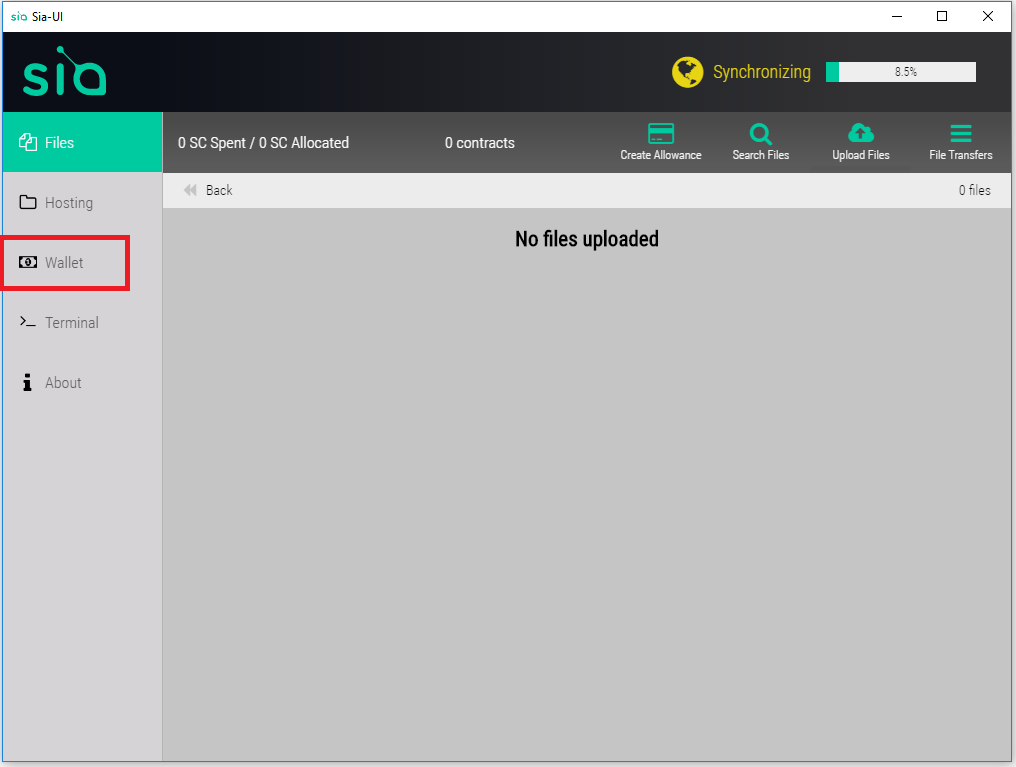 sia Sia-UI
sia
Synchronizing 8.5%
Files
0 SC Spent / 0 SC Allocated
0 contracts
Create Allowance
Search Files
Upload Files
File Transfers
Back
0 files
Hosting
No files uploaded
Wallet
Terminal
About